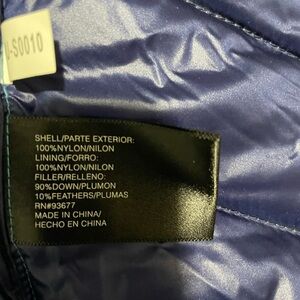 -S0010
SHELL/PARTE EXTERIOR:
100%NYLON/NILON
LINING/FORRO:
100%NYLON/NILON
FILLER/RELLENO:
90%DOWN/PLUMON
10%FEATHERS/PLUMAS
RN#93677
MADE IN CHINA/
HECHO EN CHINA